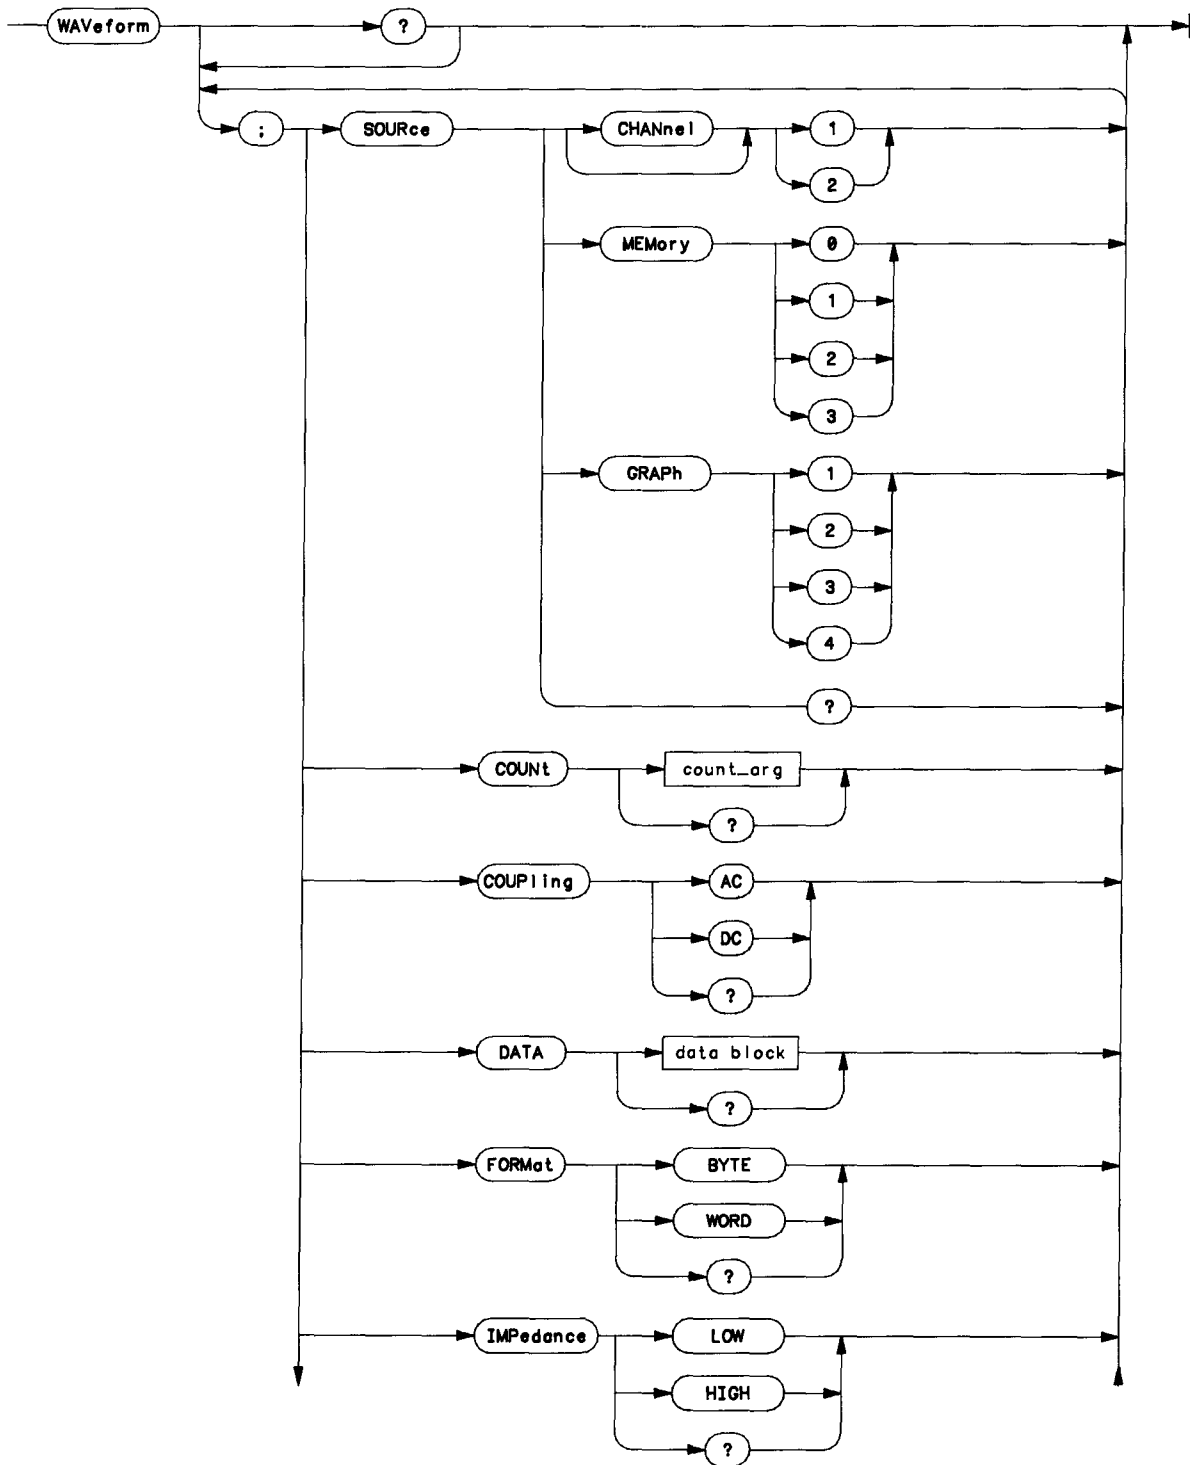 WAVeform ?
; SOURce CHANnel 1
2
MEMory 0
1
2
3
GRAPh 1
2
3
4
?
COUNt count_arg
?
COUPling AC
DC
?
DATA data block
?
FORMat BYTE
WORD
?
IMPedance LOW
HIGH
?